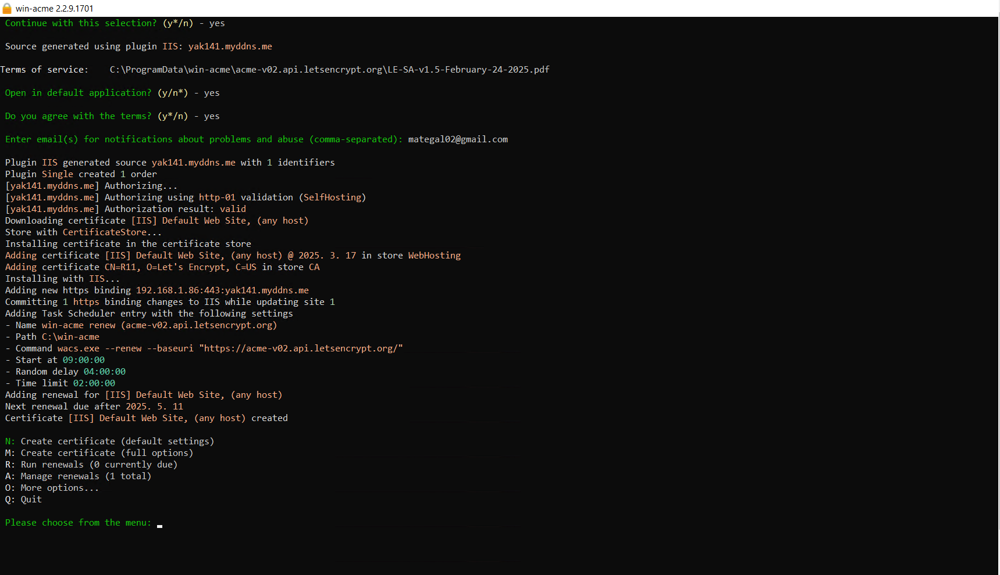 win-acme 2.2.9.1701
Continue with this selection? (y*/n) - yes
Source generated using plugin IIS: yak141.myddns.me
Terms of service:    C:\ProgramData\win-acme\acme-v02.api.letsencrypt.org\LE-SA-v1.5-February-24-2025.pdf
Open in default application? (y/n*) - yes
Do you agree with the terms? (y*/n) - yes
Enter email(s) for notifications about problems and abuse (comma-separated): mategal02@gmail.com
Plugin IIS generated source yak141.myddns.me with 1 identifiers
Plugin Single created 1 order
[yak141.myddns.me] Authorizing...
[yak141.myddns.me] Authorizing using http-01 validation (SelfHosting)
[yak141.myddns.me] Authorization result: valid
Downloading certificate [IIS] Default Web Site, (any host)
Store with CertificateStore...
Installing certificate in the certificate store
Adding certificate [IIS] Default Web Site, (any host) @ 2025. 3. 17 in store WebHosting
Adding certificate CN=R11, O=Let's Encrypt, C=US in store CA
Installing with IIS...
Adding new https binding 192.168.1.86:443:yak141.myddns.me
Committing 1 https binding changes to IIS while updating site 1
Adding Task Scheduler entry with the following settings
- Name win-acme renew (acme-v02.api.letsencrypt.org)
- Path C:\win-acme
- Command wacs.exe --renew --baseuri "https://acme-v02.api.letsencrypt.org/"
- Start at 09:00:00
- Random delay 04:00:00
- Time limit 02:00:00
Adding renewal for [IIS] Default Web Site, (any host)
Next renewal due after 2025. 5. 11
Certificate [IIS] Default Web Site, (any host) created
N: Create certificate (default settings)
M: Create certificate (full options)
R: Run renewals (0 currently due)
A: Manage renewals (1 total)
O: More options...
Q: Quit
Please choose from the menu: